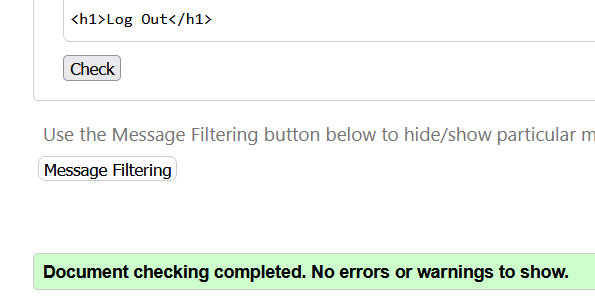 <h1>Log Out</h1>
Check
Use the Message Filtering button below to hide/show particular
Message Filtering
Document checking completed. No errors or warnings to show.